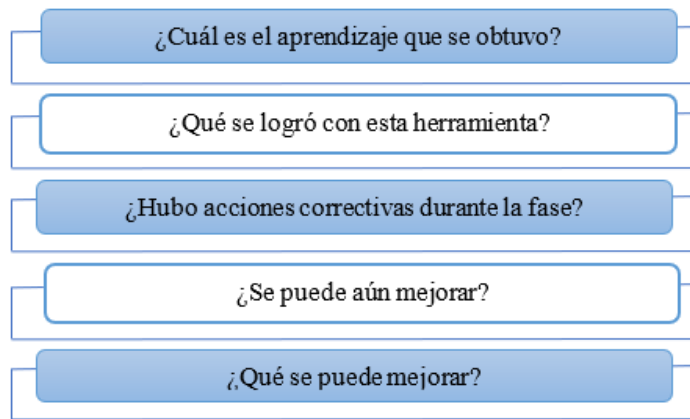 ¿Cuál es el aprendizaje que se obtuvo?
¿Qué se logró con esta herramienta?
¿Hubo acciones correctivas durante la fase?
¿Se puede aún mejorar?
¿Qué se puede mejorar?